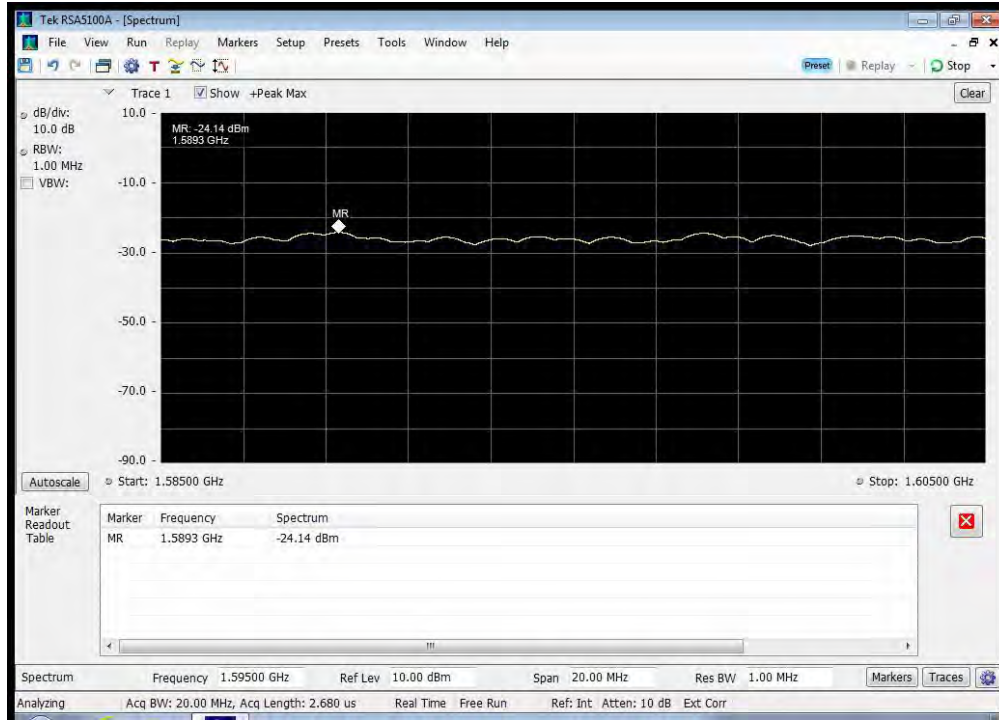 Tek RSA5100A - [Spectrum]
File View Run Replay Markers Setup Presets Tools Window Help
T
Preset Replay Stop
Trace 1 Show +Peak Max Clear
dB/div:
10.0 dB
RBW:
1.00 MHz
VBW:
10.0
MR: -24.14 dBm
1.5893 GHz
-10.0
MR
-30.0
-50.0
-70.0
-90.0
Autoscale Start: 1.58500 GHz Stop: 1.60500 GHz
Marker
Readout
Table
Marker Frequency Spectrum
MR 1.5893 GHz -24.14 dBm
Spectrum Frequency 1.59500 GHz Ref Lev 10.00 dBm Span 20.00 MHz Res BW 1.00 MHz Markers Traces
Analyzing Acq BW: 20.00 MHz, Acq Length: 2.680 us Real Time Free Run Ref: Int Atten: 10 dB Ext Corr